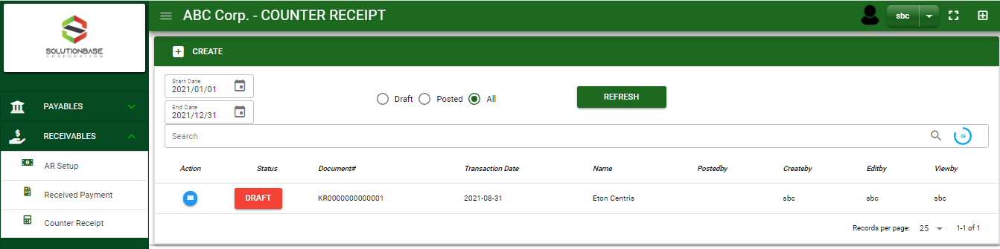 SOLUTIONBASE
CORPORATION
ABC Corp. - COUNTER RECEIPT
sbc
CREATE
PAYABLES
RECEIVABLES
AR Setup
Received Payment
Counter Receipt
Start Date
2021/01/01
End Date
2021/12/31
Draft Posted All
REFRESH
Search
Action Status Document# Transaction Date Name Postedby Createby Editby Viewby
DRAFT KR0000000000001 2021-08-31 Eton Centris sbc sbc sbc
Records per page: 25 1-1 of 1